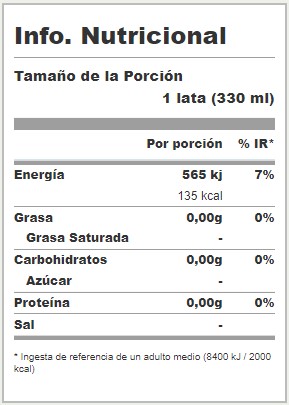 Info. Nutricional
Tamaño de la Porción
1 lata (330 ml)
Por porción % IR*
Energía 565 kj 7%
135 kcal
Grasa 0,00g 0%
Grasa Saturada -
Carbohidratos 0,00g 0%
Azúcar -
Proteína 0,00g 0%
Sal -
* Ingesta de referencia de un adulto medio (8400 kJ / 2000
kcal)